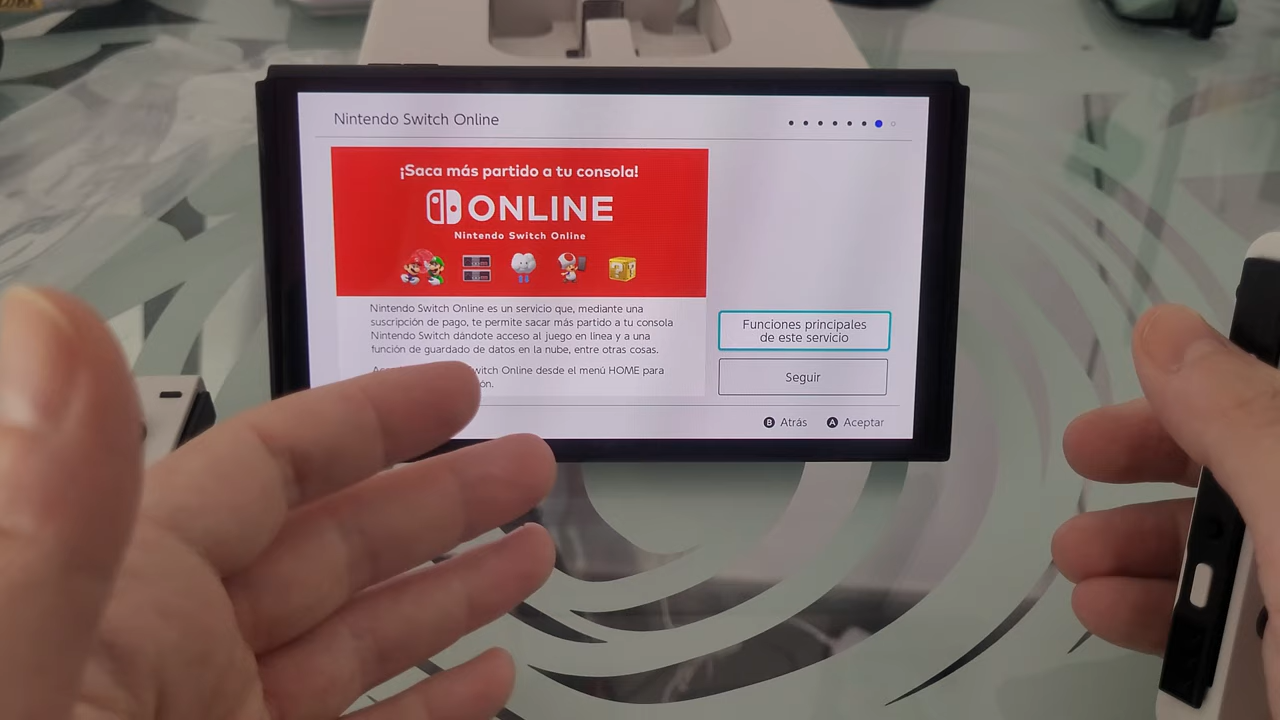 Nintendo Switch Online
¡Saca más partido a tu consola!
ONLINE
Nintendo Switch Online
Nintendo Switch Online es un servicio que, mediante una
suscripción de pago, te permite sacar más partido a tu consola
Nintendo Switch dándote acceso al juego en línea y a una
función de guardado de datos en la nube, entre otras cosas.
Online desde el menú HOME para
Funciones principales
de este servicio
Seguir
B Atrás
A Aceptar